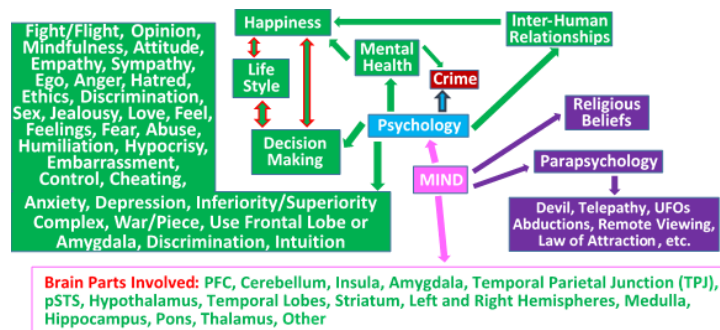 Fight/Flight, Opinion,
Mindfulness, Attitude,
Empathy, Sympathy,
Ego, Anger, Hatred,
Ethics, Discrimination,
Sex, Jealousy, Love, Feel,
Feelings, Fear, Abuse,
Humiliation, Hypocrisy,
Embarrassment,
Control, Cheating,
Anxiety, Depression, Inferiority/Superiority
Complex, War/Piece, Use Frontal Lobe or
Amygdala, Discrimination, Intuition
Happiness
Life
Style
Decision
Making
Mental
Health
Crime
Psychology
Inter-Human
Relationships
MIND
Religious
Beliefs
Parapsychology
Devil, Telepathy, UFOs
Abductions, Remote Viewing,
Law of Attraction, etc.
Brain Parts Involved: PFC, Cerebellum, Insula, Amygdala, Temporal Parietal Junction (TPJ),
pSTS, Hypothalamus, Temporal Lobes, Striatum, Left and Right Hemispheres, Medulla,
Hippocampus, Pons, Thalamus, Other